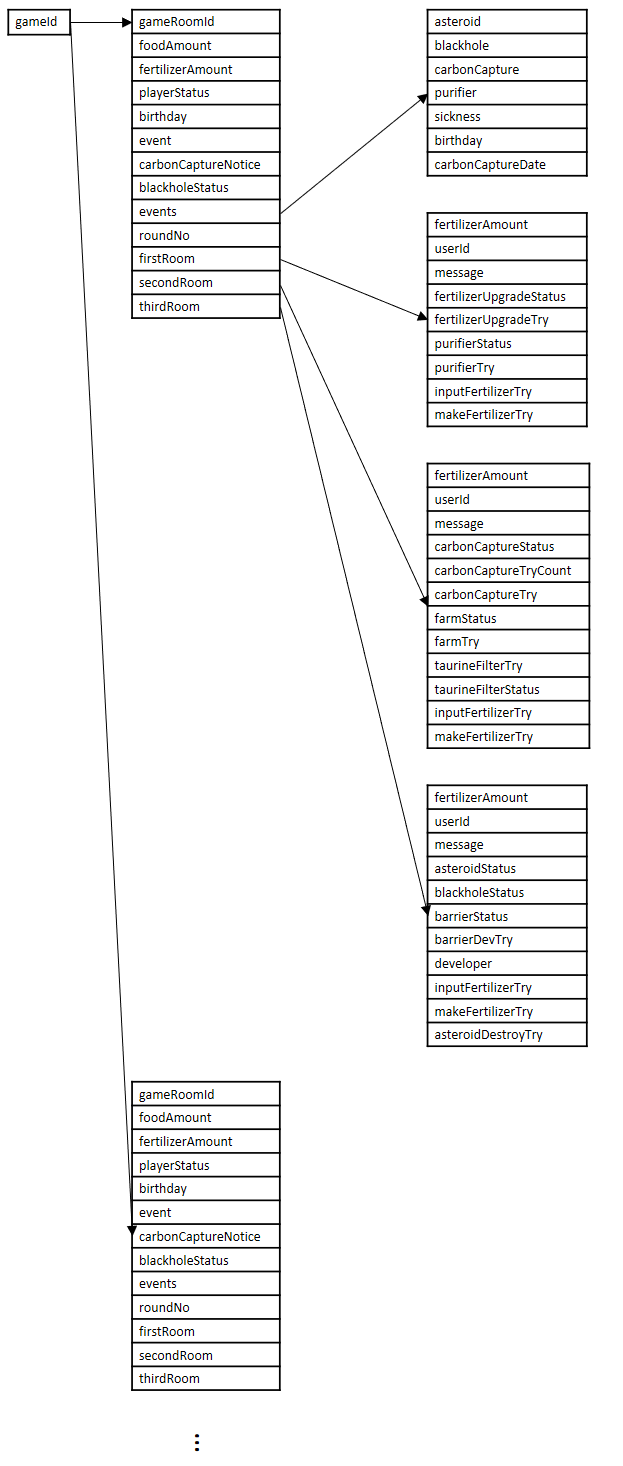 gameId
gameRoomId
foodAmount
fertilizerAmount
playerStatus
birthday
event
carbonCaptureNotice
blackholeStatus
events
roundNo
firstRoom
secondRoom
thirdRoom
asteroid
blackhole
carbonCapture
purifier
sickness
birthday
carbonCaptureDate
fertilizerAmount
userId
message
fertilizerUpgradeStatus
fertilizerUpgradeTry
purifierStatus
purifierTry
inputFertilizerTry
makeFertilizerTry
fertilizerAmount
userId
message
carbonCaptureStatus
carbonCaptureTryCount
carbonCaptureTry
farmStatus
farmTry
taurineFilterTry
taurineFilterStatus
inputFertilizerTry
makeFertilizerTry
fertilizerAmount
userId
message
asteroidStatus
blackholeStatus
barrierStatus
barrierDevTry
developer
inputFertilizerTry
makeFertilizerTry
asteroidDestroyTry
gameRoomId
foodAmount
fertilizerAmount
playerStatus
birthday
event
carbonCaptureNotice
blackholeStatus
events
roundNo
firstRoom
secondRoom
thirdRoom
⋮